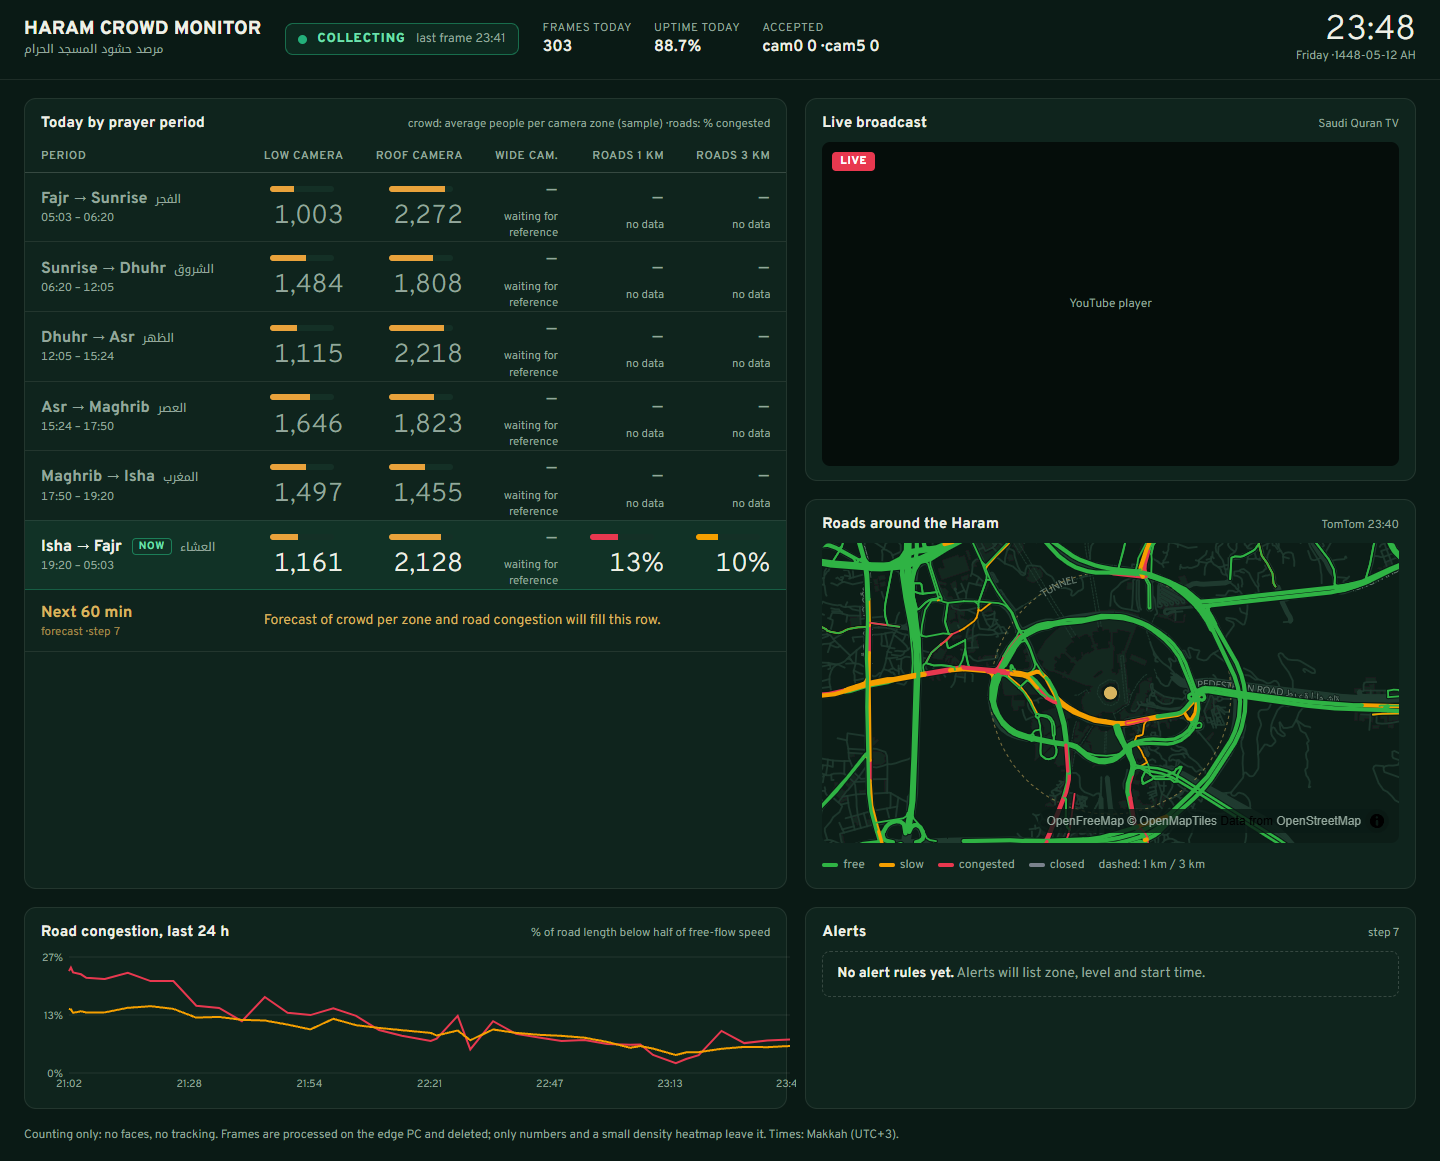 HARAM CROWD MONITOR
مرصد حشود المسجد الحرام
COLLECTING last frame 23:41
FRAMES TODAY
303
UPTIME TODAY
88.7%
ACCEPTED
cam0 0 · cam5 0
23:48
Friday · 1448-05-12 AH
Today by prayer period
crowd: average people per camera zone (sample) · roads: % congested
PERIOD LOW CAMERA ROOF CAMERA WIDE CAM. ROADS 1 KM ROADS 3 KM
Fajr → Sunrise الفجر
05:03 – 06:20
1,003 2,272
—
waiting for
reference
—
no data
—
no data
Sunrise → Dhuhr الشروق
06:20 – 12:05
1,484 1,808
—
waiting for
reference
—
no data
—
no data
Dhuhr → Asr الظهر
12:05 – 15:24
1,115 2,218
—
waiting for
reference
—
no data
—
no data
Asr → Maghrib العصر
15:24 – 17:50
1,646 1,823
—
waiting for
reference
—
no data
—
no data
Maghrib → Isha المغرب
17:50 – 19:20
1,497 1,455
—
waiting for
reference
—
no data
—
no data
Isha → Fajr NOW العشاء
19:20 – 05:03
1,161 2,128
—
waiting for
reference
13% 10%
Next 60 min
forecast · step 7
Forecast of crowd per zone and road congestion will fill this row.
Live broadcast
Saudi Quran TV
LIVE
YouTube player
Roads around the Haram
TomTom 23:40
TUNNEL
OpenFreeMap © OpenMapTiles Data from OpenStreetMap
free slow congested closed dashed: 1 km / 3 km
Road congestion, last 24 h
% of road length below half of free-flow speed
27%
13%
0%
21:02 21:28 21:54 22:21 22:47 23:13 23:4
Alerts
step 7
No alert rules yet. Alerts will list zone, level and start time.
Counting only: no faces, no tracking. Frames are processed on the edge PC and deleted; only numbers and a small density heatmap leave it. Times: Makkah (UTC+3).